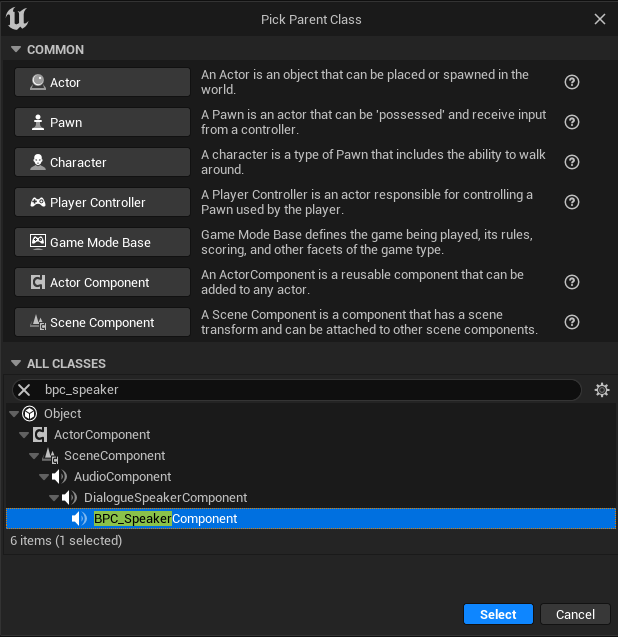 Pick Parent Class
COMMON
Actor
An Actor is an object that can be placed or spawned in the
world.
Pawn
A Pawn is an actor that can be 'possessed' and receive input
from a controller.
Character
A character is a type of Pawn that includes the ability to walk
around.
Player Controller
A Player Controller is an actor responsible for controlling a
Pawn used by the player.
Game Mode Base
Game Mode Base defines the game being played, its rules,
scoring, and other facets of the game type.
Actor Component
An ActorComponent is a reusable component that can be
added to any actor.
Scene Component
A Scene Component is a component that has a scene
transform and can be attached to other scene components.
ALL CLASSES
bpc_speaker
Object
ActorComponent
SceneComponent
AudioComponent
DialogueSpeakerComponent
BPC_SpeakerComponent
6 items (1 selected)
Select
Cancel